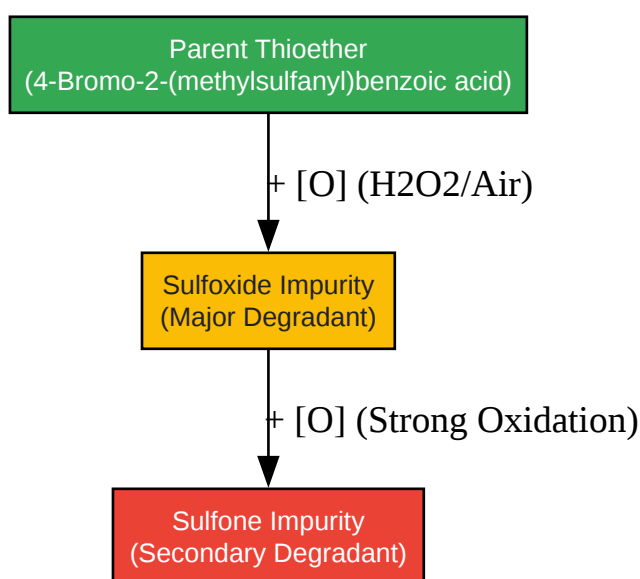 Parent Thioether
(4-Bromo-2-(methylsulfanyl)benzoic acid)
+ [O] (H2O2/Air)
Sulfoxide Impurity
(Major Degradant)
+ [O] (Strong Oxidation)
Sulfone Impurity
(Secondary Degradant)